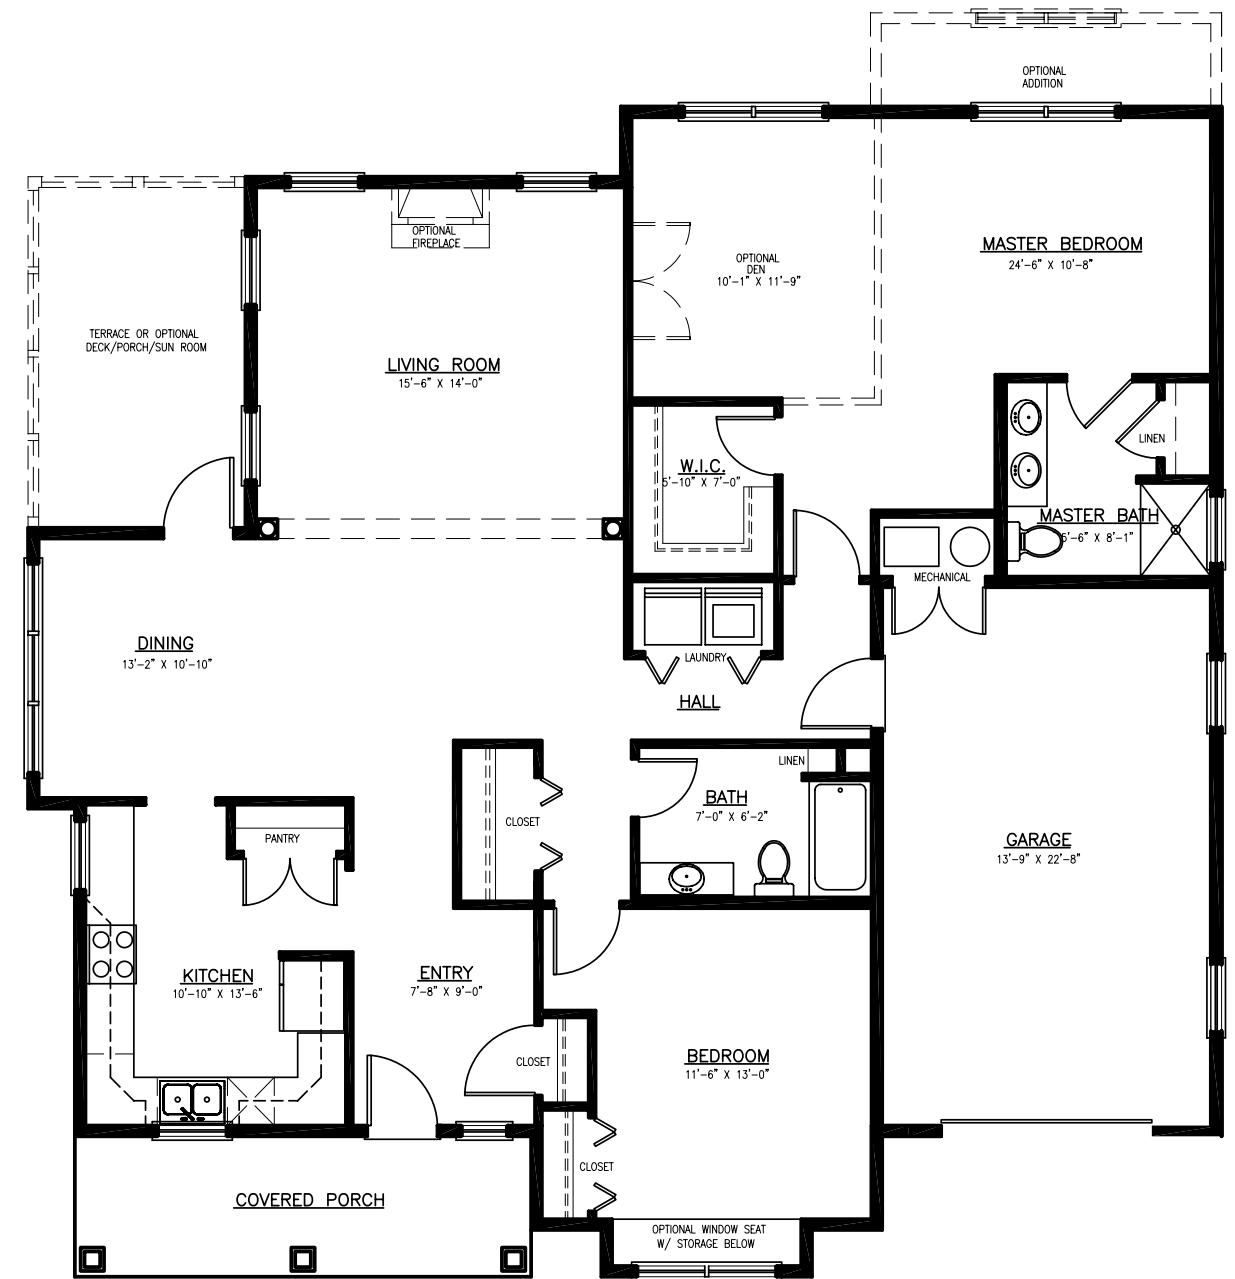 OPTIONAL
ADDITION
OPTIONAL
FIREPLACE
MASTER BEDROOM
24'-6" X 10'-8"
OPTIONAL
DEN
10'-1" X 11'-9"
TERRACE OR OPTIONAL
DECK/PORCH/SUN ROOM
LIVING ROOM
15'-6" X 14'-0"
LINEN
W.I.C.
5'-10" X 7'-0"
MASTER BATH
5'-6" X 8'-1"
MECHANICAL
DINING
13'-2" X 10'-10"
LAUNDRY
HALL
LINEN
BATH
7'-0" X 6'-2"
CLOSET
PANTRY
GARAGE
13'-9" X 22'-8"
KITCHEN
10'-10" X 13'-6"
ENTRY
7'-8" X 9'-0"
CLOSET
BEDROOM
11'-6" X 13'-0"
CLOSET
COVERED PORCH
OPTIONAL WINDOW SEAT
W/ STORAGE BELOW